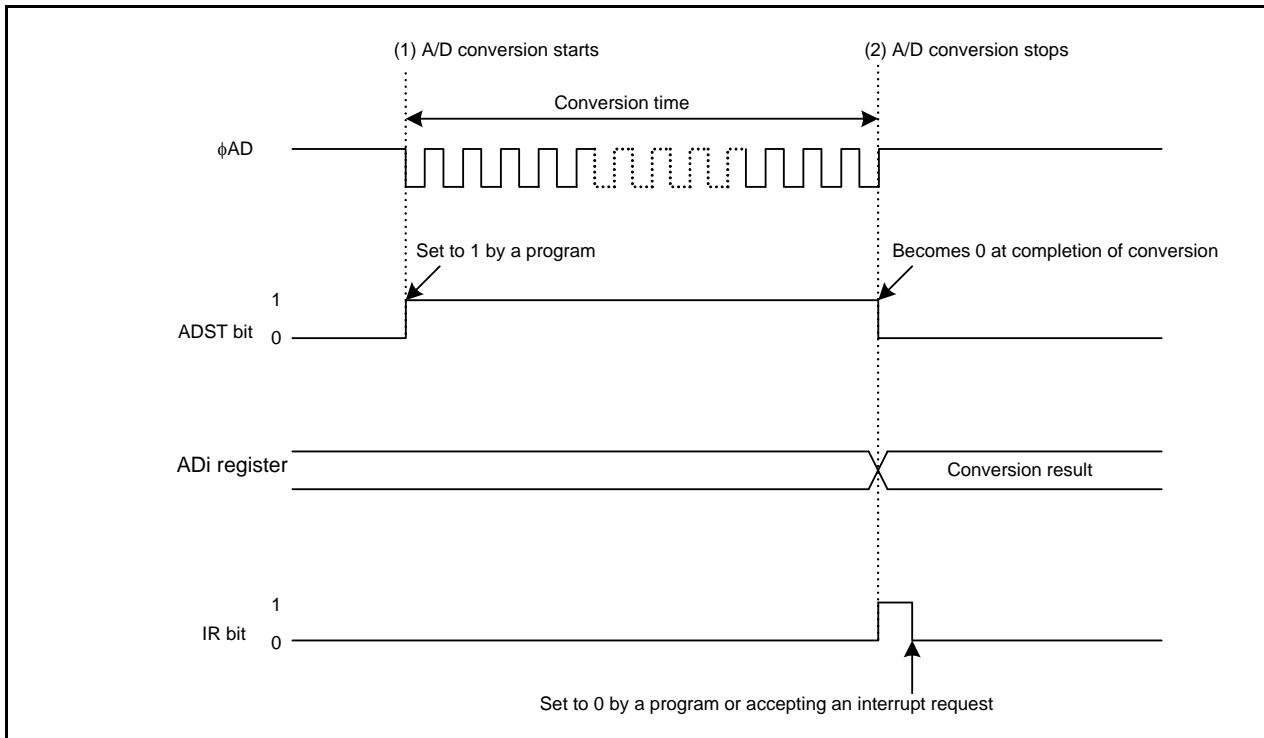 (1) A/D conversion starts
(2) A/D conversion stops
Conversion time
ϕAD
Set to 1 by a program
Becomes 0 at completion of conversion
1
ADST bit 0
ADi register
Conversion result
1
IR bit 0
Set to 0 by a program or accepting an interrupt request